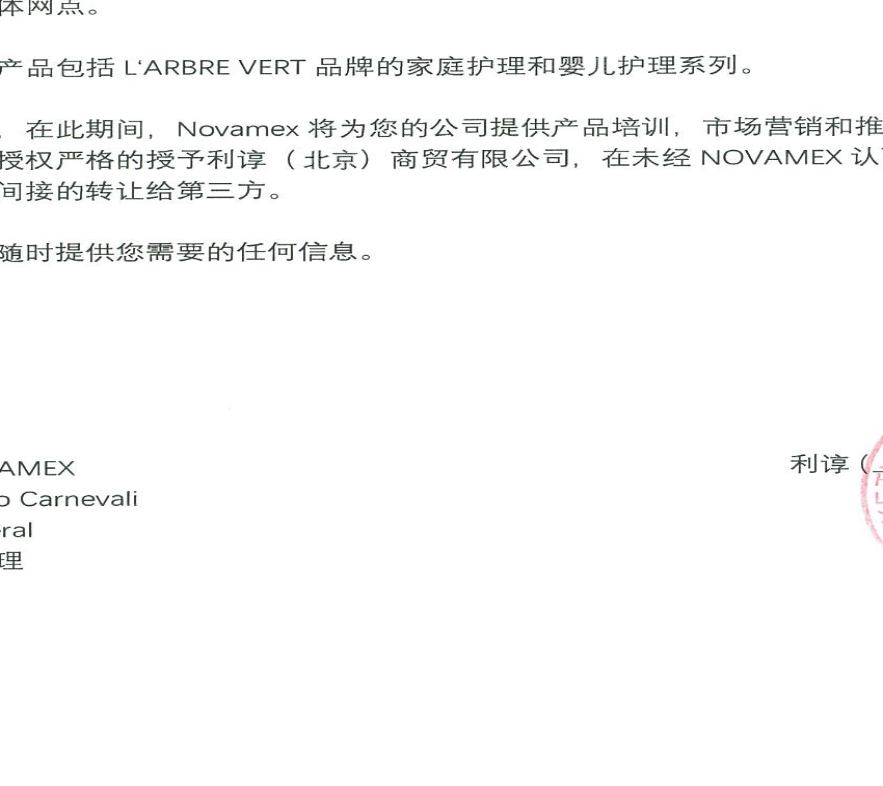 体网点。
产品包括 L'ARBRE VERT 品牌的家庭护理和婴儿护理系列。
，在此期间，Novamex 将为您的公司提供产品培训，市场营销和推
授权严格的授予利谆（北京）商贸有限公司，在未经 NOVAMEX 认
间接的转让给第三方。
随时提供您需要的任何信息。
AMEX
利谆（
o Carnevali
eral
理